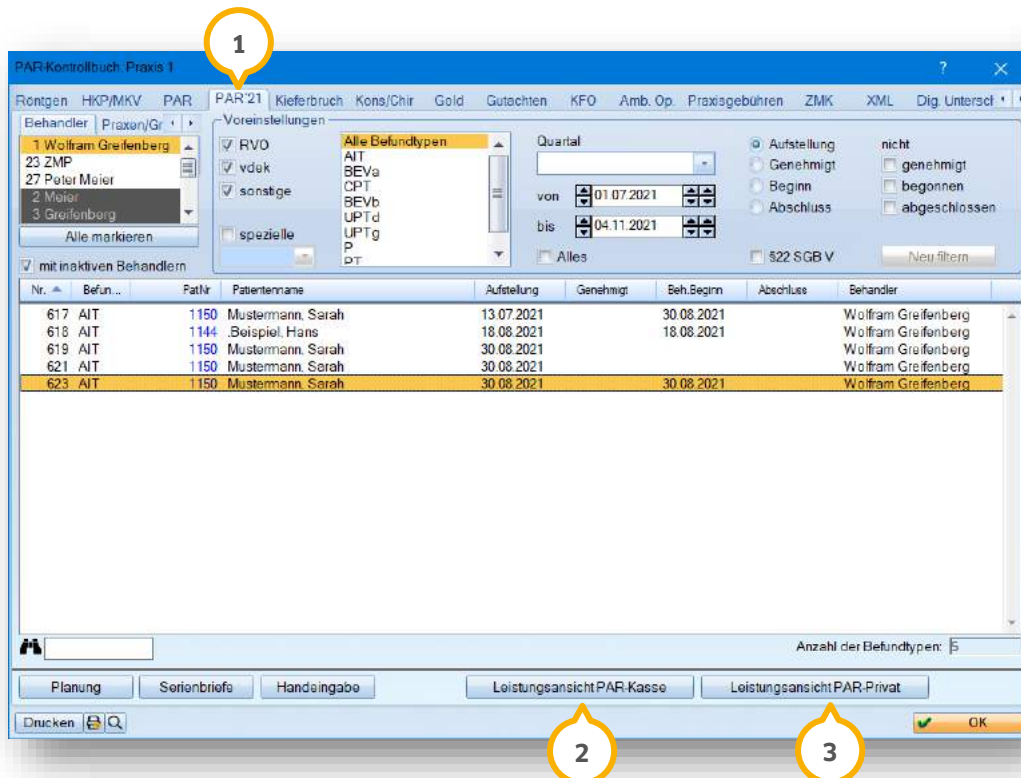 1
PAR-Kontrollbuch: Praxis 1
Röntgen HKP/MKV PAR PAR'21 Kieferbruch Kons/Chir Gold Gutachten KFO Amb. Op. Praxisgebühren ZMK XML Dig. Unterscl
Behandler Praxen/Gr
1 Wolfram Greifenberg
23 ZMP
27 Peter Meier
2 Meier
3 Greifenberg
Alle markieren
mit inaktiven Behandlern
Voreinstellungen
RVO
vdek
sonstige
spezielle
Alle Befundtypen
AIT
BEVa
CPT
BEVb
UPTd
UPTg
P
PT
Quartal
von 01.07.2021
bis 04.11.2021
Alles
Aufstellung
Genehmigt
Beginn
Abschluss
nicht
genehmigt
begonnen
abgeschlossen
§22 SGB V
Neu filtern
Nr. Befun... PatNr Patientenname Aufstellung Genehmigt Beh.Beginn Abschluss Behandler
617 AIT 1150 Mustermann, Sarah 13.07.2021 30.08.2021 Wolfram Greifenberg
618 AIT 1144 .Beispiel, Hans 18.08.2021 18.08.2021 Wolfram Greifenberg
619 AIT 1150 Mustermann, Sarah 30.08.2021 Wolfram Greifenberg
621 AIT 1150 Mustermann, Sarah 30.08.2021 Wolfram Greifenberg
623 AIT 1150 Mustermann, Sarah 30.08.2021 30.08.2021 Wolfram Greifenberg
Anzahl der Befundtypen: 5
Planung Serienbriefe Handeingabe Leistungsansicht PAR-Kasse Leistungsansicht PAR-Privat
Drucken OK
2 3